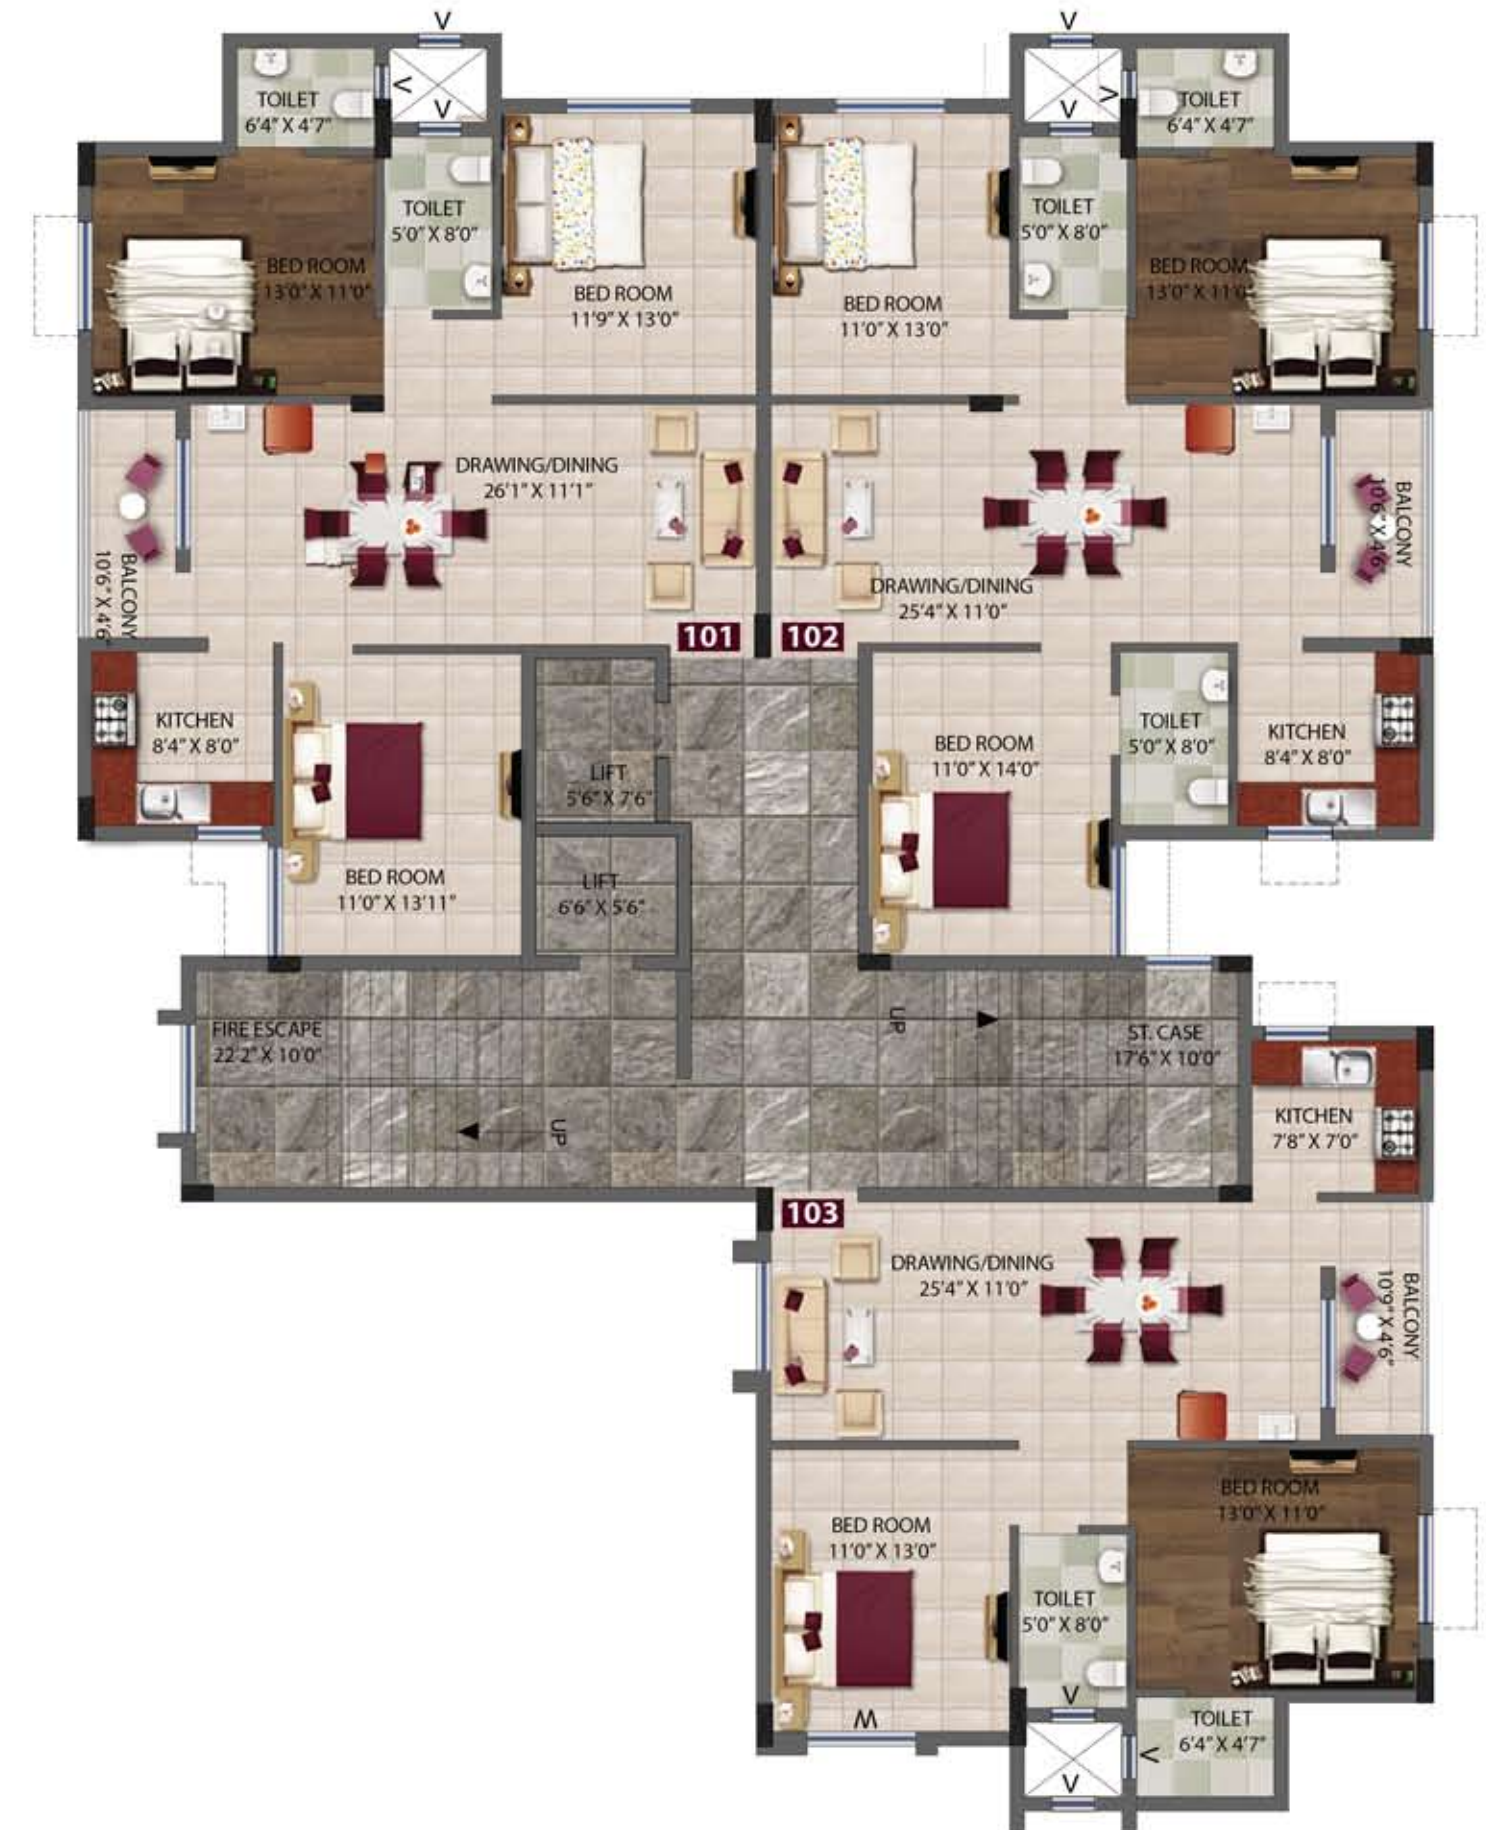 V
V
TOILET
6'4" X 4'7"
V
V
V
V
TOILET
6'4" X 4'7"
TOILET
5'0" X 8'0"
TOILET
5'0" X 8'0"
BED ROOM
13'0" X 11'0"
BED ROOM
11'9" X 13'0"
BED ROOM
11'0" X 13'0"
BED ROOM
13'0" X 11'0"
DRAWING/DINING
26'1" X 11'1"
BALCONY
10'6" X 4'6"
DRAWING/DINING
25'4" X 11'0"
BALCONY
10'6" X 4'6"
101
102
KITCHEN
8'4" X 8'0"
LIFT
5'6" X 7'6"
BED ROOM
11'0" X 14'0"
TOILET
5'0" X 8'0"
KITCHEN
8'4" X 8'0"
BED ROOM
11'0" X 13'11"
LIFT
6'6" X 5'6"
FIRE ESCAPE
22'2" X 10'0"
UP
ST. CASE
17'6" X 10'0"
UP
KITCHEN
7'8" X 7'0"
103
DRAWING/DINING
25'4" X 11'0"
BALCONY
10'9" X 4'6"
BED ROOM
11'0" X 13'0"
BED ROOM
13'0" X 11'0"
TOILET
5'0" X 8'0"
V
W
TOILET
6'4" X 4'7"
V
V